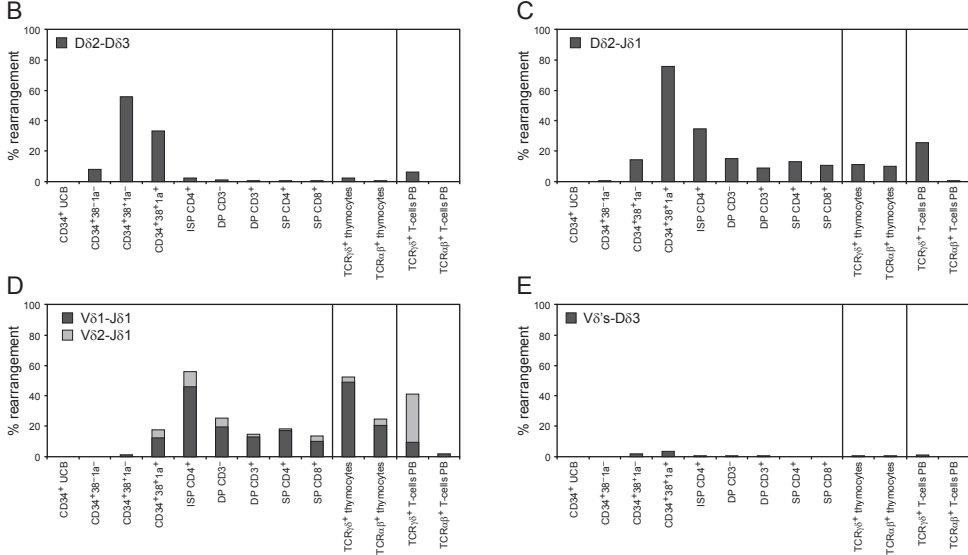 B
Dδ2-Dδ3
% rearrangement
100
80
60
40
20
0
CD34⁺ UCB
CD34⁺38⁻1a⁻
CD34⁺38⁺1a⁻
CD34⁺38⁺1a⁺
ISP CD4⁺
DP CD3⁻
DP CD3⁺
SP CD4⁺
SP CD8⁺
TCRγδ⁺ thymocytes
TCRαβ⁺ thymocytes
TCRγδ⁺ T-cells PB
TCRαβ⁺ T-cells PB
C
Dδ2-Jδ1
% rearrangement
100
80
60
40
20
0
CD34⁺ UCB
CD34⁺38⁻1a⁻
CD34⁺38⁺1a⁻
CD34⁺38⁺1a⁺
ISP CD4⁺
DP CD3⁻
DP CD3⁺
SP CD4⁺
SP CD8⁺
TCRγδ⁺ thymocytes
TCRαβ⁺ thymocytes
TCRγδ⁺ T-cells PB
TCRαβ⁺ T-cells PB
D
Vδ1-Jδ1
Vδ2-Jδ1
% rearrangement
100
80
60
40
20
0
CD34⁺ UCB
CD34⁺38⁻1a⁻
CD34⁺38⁺1a⁻
CD34⁺38⁺1a⁺
ISP CD4⁺
DP CD3⁻
DP CD3⁺
SP CD4⁺
SP CD8⁺
TCRγδ⁺ thymocytes
TCRαβ⁺ thymocytes
TCRγδ⁺ T-cells PB
TCRαβ⁺ T-cells PB
E
Vδ's-Dδ3
% rearrangement
100
80
60
40
20
0
CD34⁺ UCB
CD34⁺38⁻1a⁻
CD34⁺38⁺1a⁻
CD34⁺38⁺1a⁺
ISP CD4⁺
DP CD3⁻
DP CD3⁺
SP CD4⁺
SP CD8⁺
TCRγδ⁺ thymocytes
TCRαβ⁺ thymocytes
TCRγδ⁺ T-cells PB
TCRαβ⁺ T-cells PB